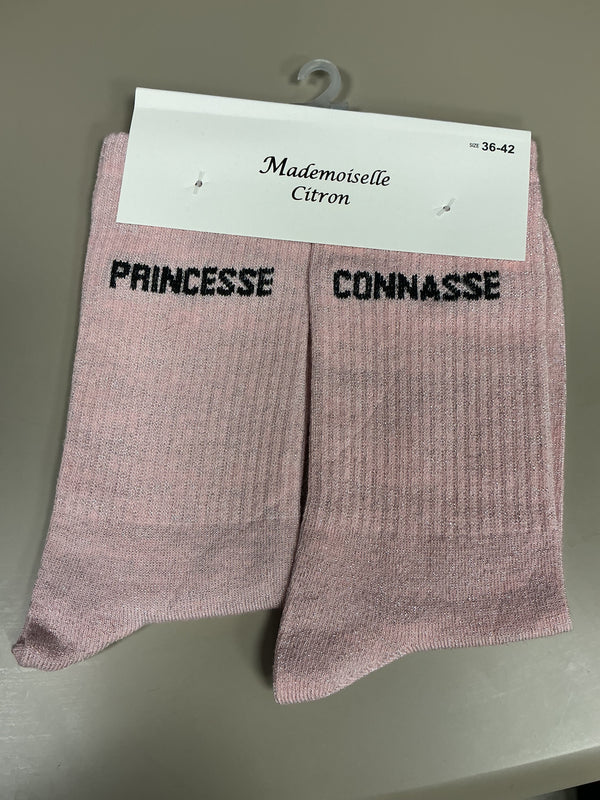 SIZE 36-42
Mademoiselle
Citron
PRINCESSE
CONNASSE